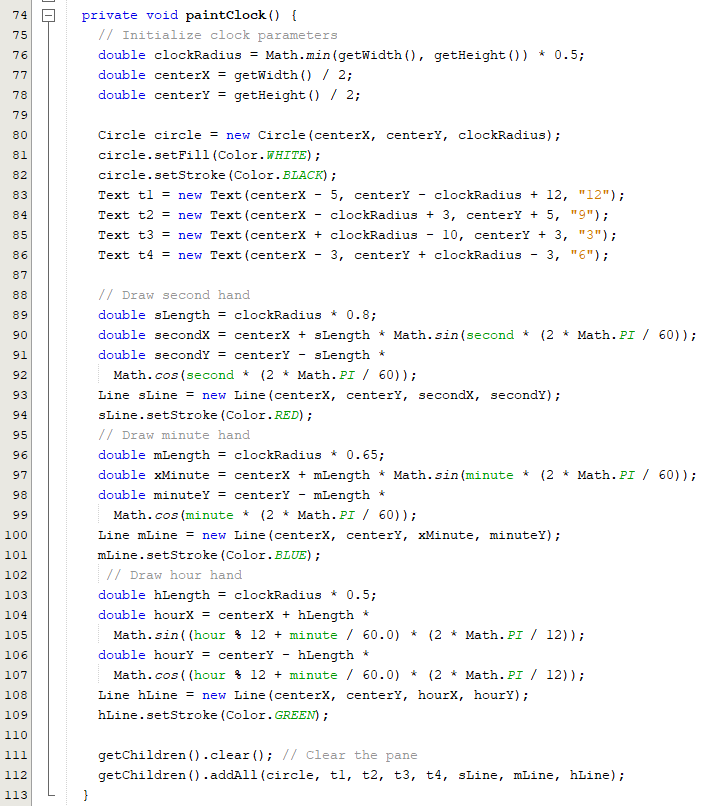 74 private void paintClock() {
75 // Initialize clock parameters
76 double clockRadius = Math.min(getWidth(), getHeight()) * 0.5;
77 double centerX = getWidth() / 2;
78 double centerY = getHeight() / 2;
79
80 Circle circle = new Circle(centerX, centerY, clockRadius);
81 circle.setFill(Color.WHITE);
82 circle.setStroke(Color.BLACK);
83 Text t1 = new Text(centerX - 5, centerY - clockRadius + 12, "12");
84 Text t2 = new Text(centerX - clockRadius + 3, centerY + 5, "9");
85 Text t3 = new Text(centerX + clockRadius - 10, centerY + 3, "3");
86 Text t4 = new Text(centerX - 3, centerY + clockRadius - 3, "6");
87
88 // Draw second hand
89 double sLength = clockRadius * 0.8;
90 double secondX = centerX + sLength * Math.sin(second * (2 * Math.PI / 60));
91 double secondY = centerY - sLength *
92 Math.cos(second * (2 * Math.PI / 60));
93 Line sLine = new Line(centerX, centerY, secondX, secondY);
94 sLine.setStroke(Color.RED);
95 // Draw minute hand
96 double mLength = clockRadius * 0.65;
97 double xMinute = centerX + mLength * Math.sin(minute * (2 * Math.PI / 60));
98 double minuteY = centerY - mLength *
99 Math.cos(minute * (2 * Math.PI / 60));
100 Line mLine = new Line(centerX, centerY, xMinute, minuteY);
101 mLine.setStroke(Color.BLUE);
102 // Draw hour hand
103 double hLength = clockRadius * 0.5;
104 double hourX = centerX + hLength *
105 Math.sin((hour % 12 + minute / 60.0) * (2 * Math.PI / 12));
106 double hourY = centerY - hLength *
107 Math.cos((hour % 12 + minute / 60.0) * (2 * Math.PI / 12));
108 Line hLine = new Line(centerX, centerY, hourX, hourY);
109 hLine.setStroke(Color.GREEN);
110
111 getChildren().clear(); // Clear the pane
112 getChildren().addAll(circle, t1, t2, t3, t4, sLine, mLine, hLine);
113 }